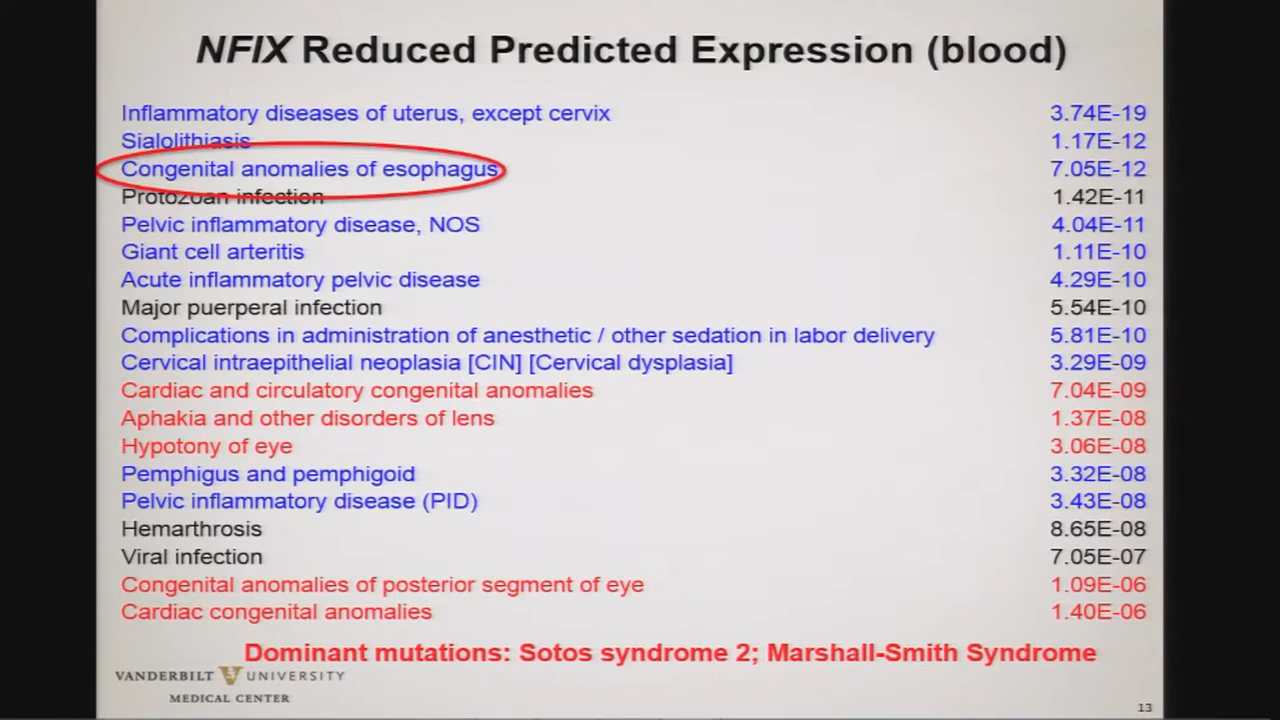 NFIX Reduced Predicted Expression (blood)
Inflammatory diseases of uterus, except cervix 3.74E-19
Sialolithiasis 1.17E-12
Congenital anomalies of esophagus 7.05E-12
Protozoan infection 1.42E-11
Pelvic inflammatory disease, NOS 4.04E-11
Giant cell arteritis 1.11E-10
Acute inflammatory pelvic disease 4.29E-10
Major puerperal infection 5.54E-10
Complications in administration of anesthetic / other sedation in labor delivery 5.81E-10
Cervical intraepithelial neoplasia [CIN] [Cervical dysplasia] 3.29E-09
Cardiac and circulatory congenital anomalies 7.04E-09
Aphakia and other disorders of lens 1.37E-08
Hypotony of eye 3.06E-08
Pemphigus and pemphigoid 3.32E-08
Pelvic inflammatory disease (PID) 3.43E-08
Hemarthrosis 8.65E-08
Viral infection 7.05E-07
Congenital anomalies of posterior segment of eye 1.09E-06
Cardiac congenital anomalies 1.40E-06
Dominant mutations: Sotos syndrome 2; Marshall-Smith Syndrome
VANDERBILT UNIVERSITY
MEDICAL CENTER
13